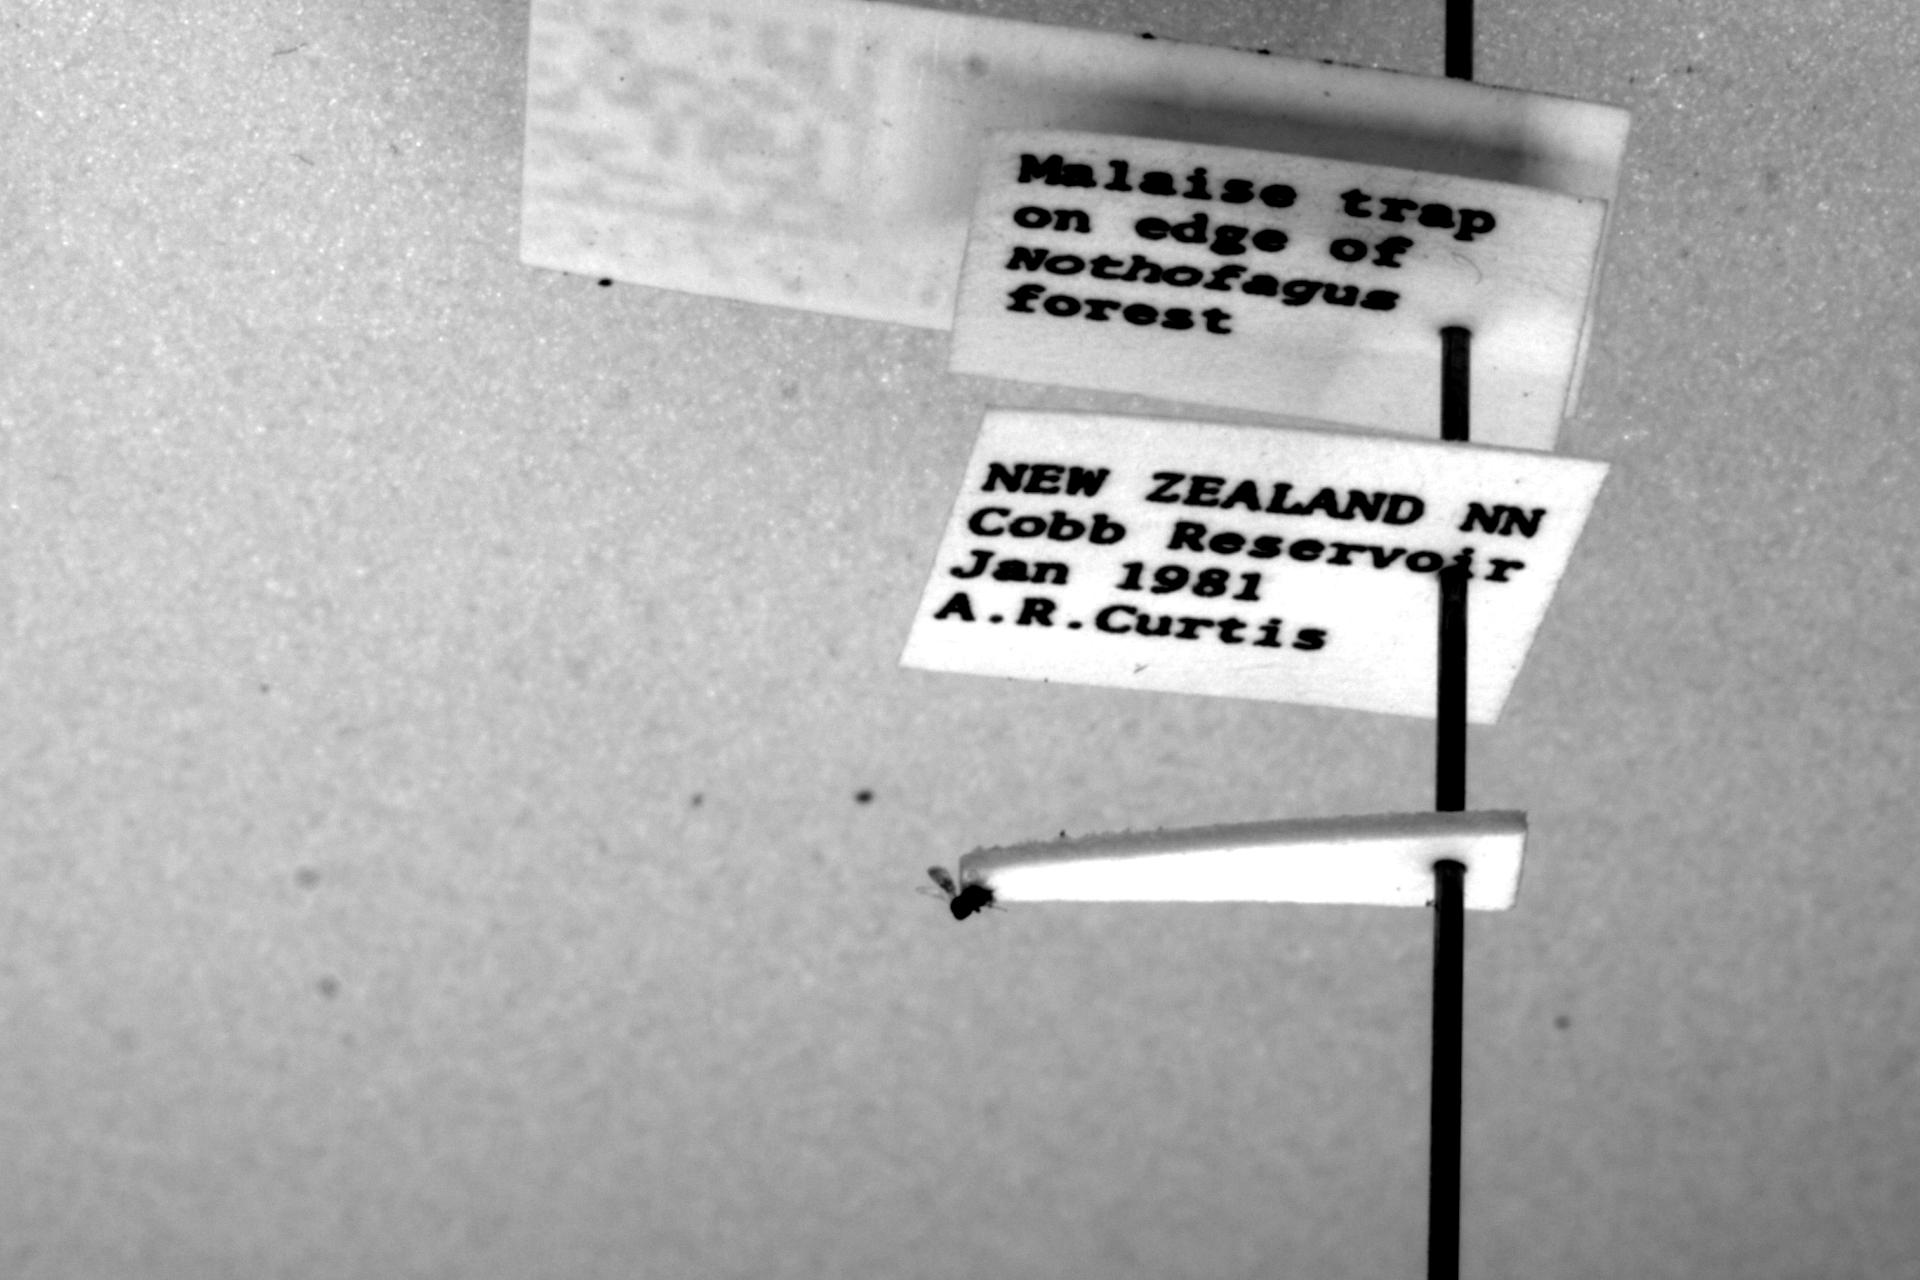 Malaise trap
on edge of
Nothofagus
forest
NEW ZEALAND NN
Cobb Reservoir
Jan 1981
A.R.Curtis